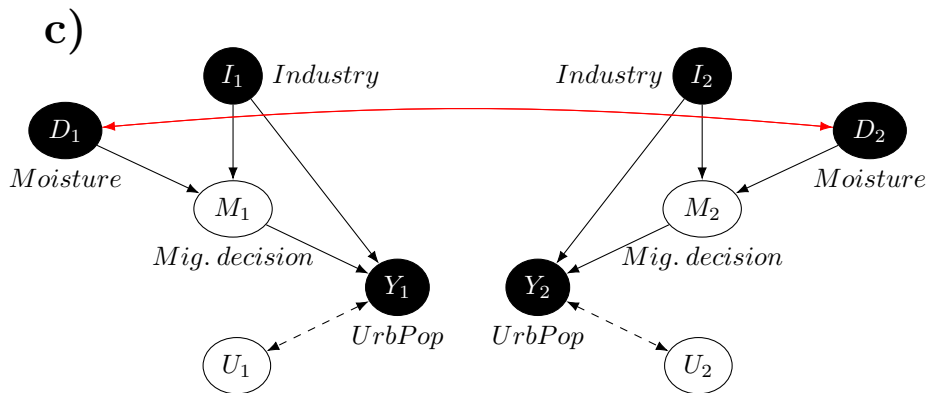 c)
I₁ Industry Industry I₂
D₁ D₂
Moisture Moisture
M₁ M₂
Mig. decision Mig. decision
Y₁ Y₂
UrbPop UrbPop
U₁ U₂